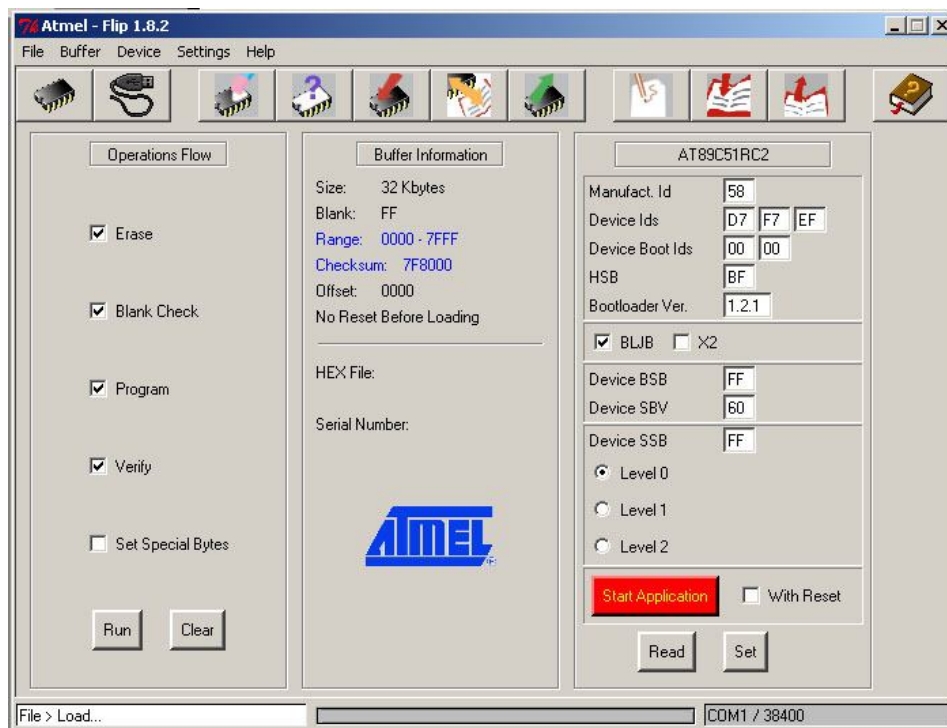 Atmel - Flip 1.8.2
File Buffer Device Settings Help
Operations Flow
Erase
Blank Check
Program
Verify
Set Special Bytes
Run Clear
Buffer Information
Size: 32 Kbytes
Blank: FF
Range: 0000 - 7FFF
Checksum: 7F8000
Offset: 0000
No Reset Before Loading
HEX File:
Serial Number:
ATMEL
AT89C51RC2
Manufact. Id 58
Device Ids D7 F7 EF
Device Boot Ids 00 00
HSB BF
Bootloader Ver. 1.2.1
BLJB X2
Device BSB FF
Device SBV 60
Device SSB FF
Level 0
Level 1
Level 2
Start Application With Reset
Read Set
File > Load...
COM1 / 38400